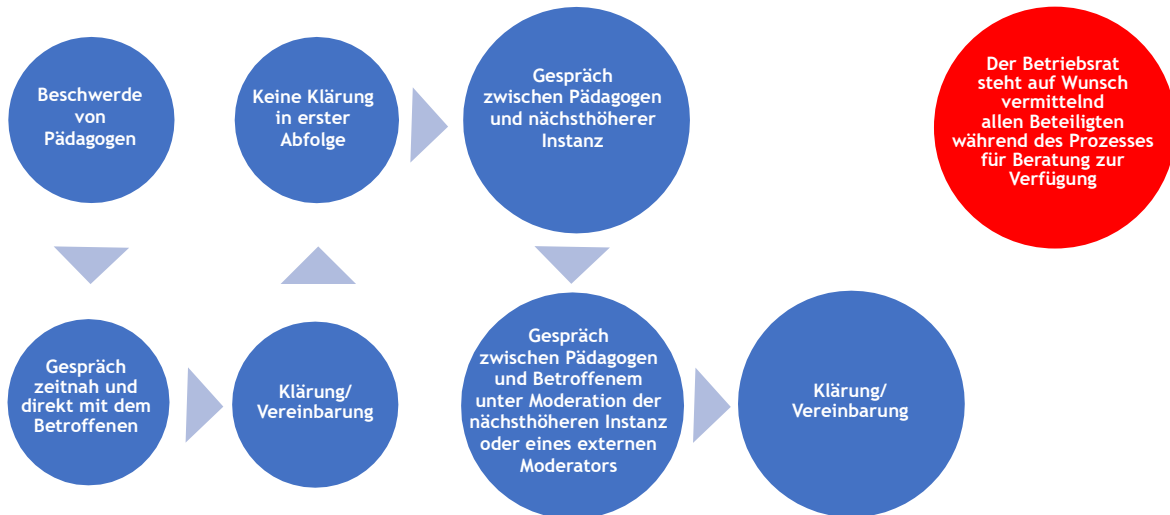 Beschwerde
von
Pädagogen
Gespräch
zeitnah und
direkt mit dem
Betroffenen
Klärung/
Vereinbarung
Keine Klärung
in erster
Abfolge
Gespräch
zwischen Pädagogen
und nächsthöherer
Instanz
Gespräch
zwischen Pädagogen
und Betroffenem
unter Moderation der
nächsthöheren Instanz
oder eines externen
Moderators
Klärung/
Vereinbarung
Der Betriebsrat
steht auf Wunsch
vermittelnd
allen Beteiligten
während des Prozesses
für Beratung zur
Verfügung